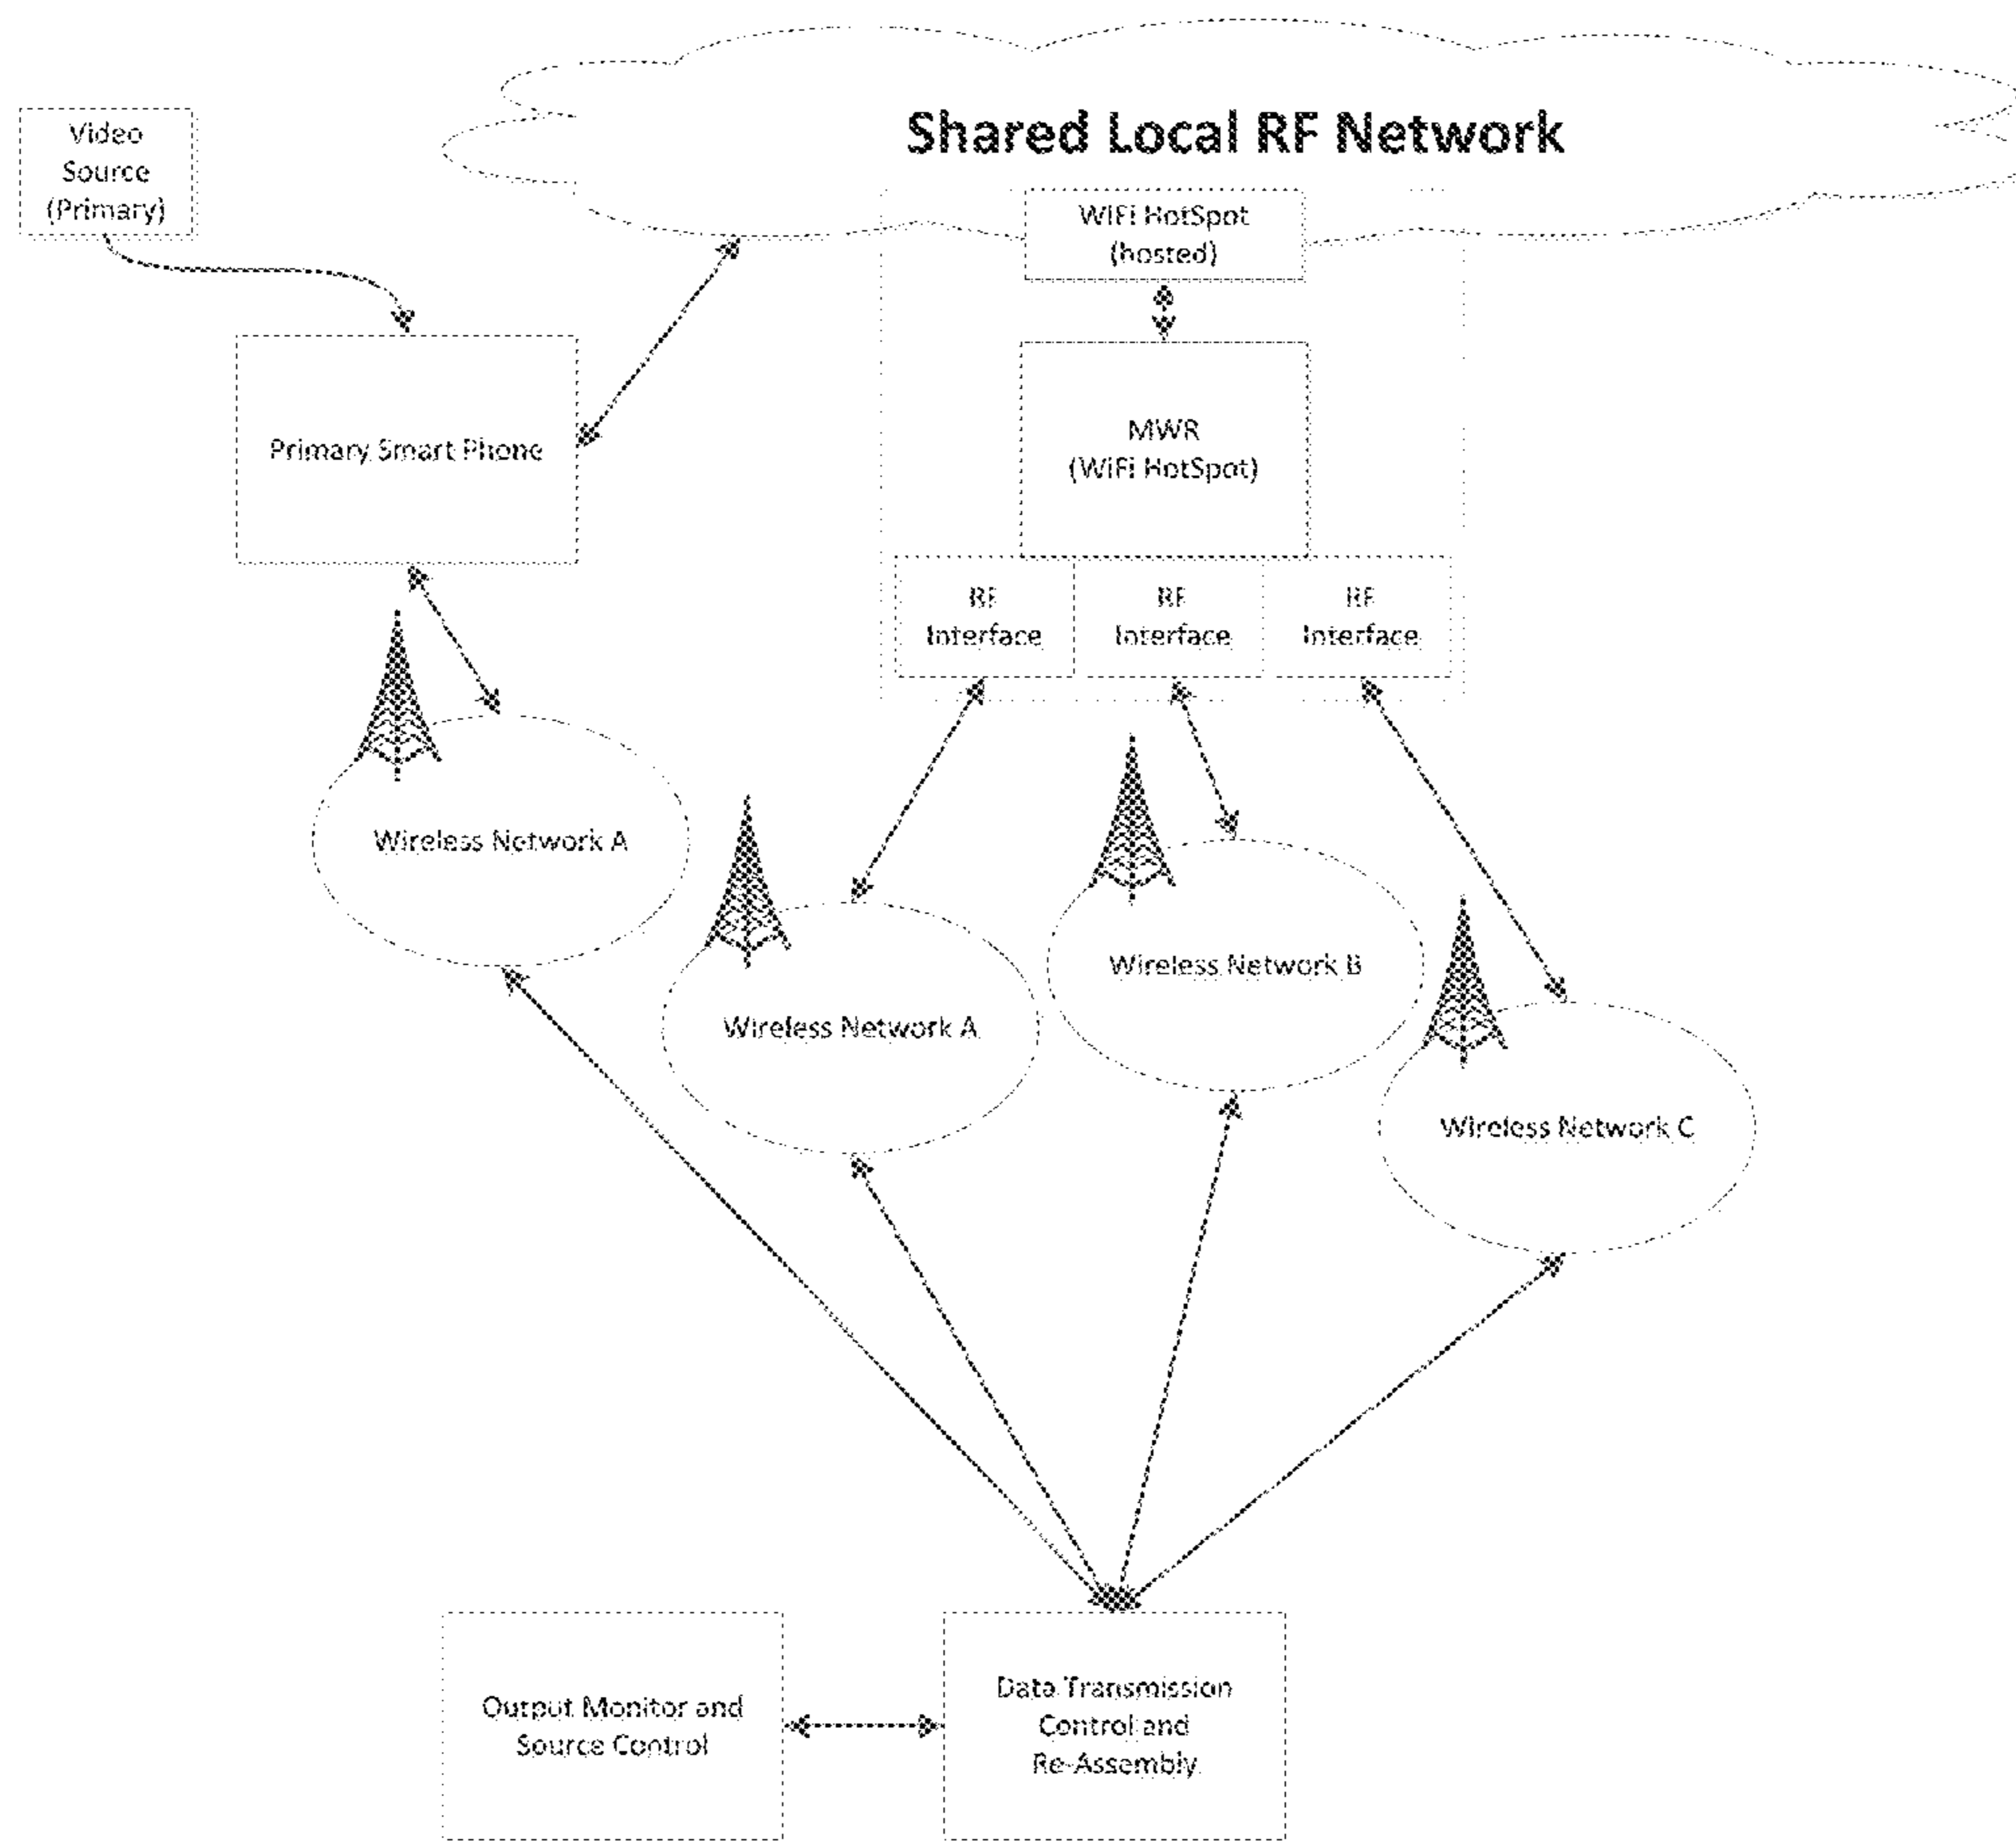 Shared Local RF Network
Video
Source
(Primary)
WiFi HotSpot
(hosted)
Primary Smart Phone
MWR
(WiFi HotSpot)
RF
Interface
RF
Interface
RF
Interface
Wireless Network A
Wireless Network A
Wireless Network B
Wireless Network C
Output Monitor and
Source Control
Data Transmission
Control and
Re-Assembly